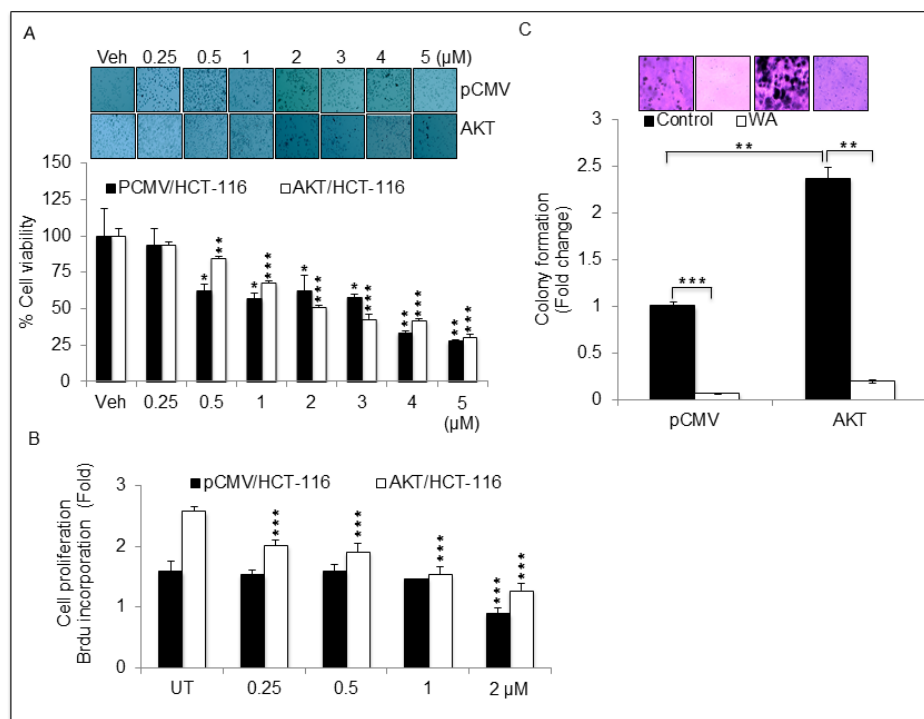 A
Veh 0.25 0.5 1 2 3 4 5 (µM)
pCMV
AKT
150
125
100
75
50
25
0
% Cell viability
PCMV/HCT-116 AKT/HCT-116
* ** * *** * *** * *** ** *** ** ***
Veh 0.25 0.5 1 2 3 4 5
(µM)
B
pCMV/HCT-116 AKT/HCT-116
3
2
1
0
Cell proliferation
Brdu incorporation (Fold)
*** *** *** *** ***
UT 0.25 0.5 1 2 µM
C
Control WA
3
2.5
2
1.5
1
0.5
0
Colony formation
(Fold change)
** **
***
pCMV AKT